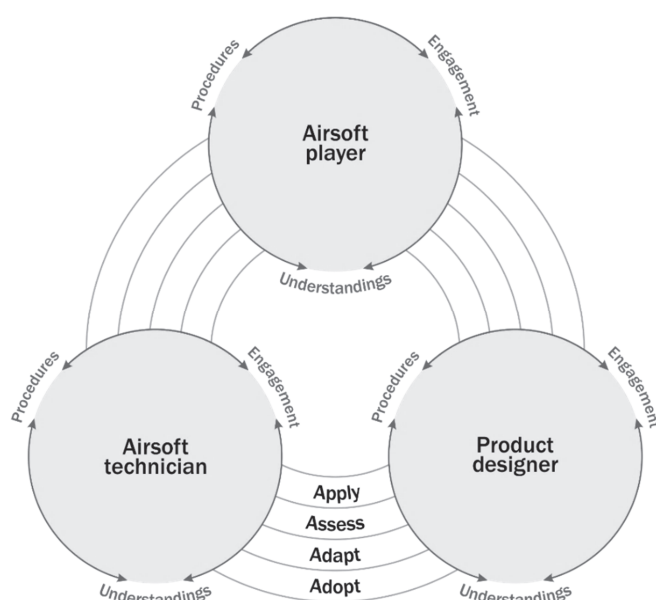 Procedures
Engagement
Airsoft
player
Understandings
Procedures
Engagement
Airsoft
technician
Understandings
Procedures
Engagement
Product
designer
Understandings
Apply
Assess
Adapt
Adopt